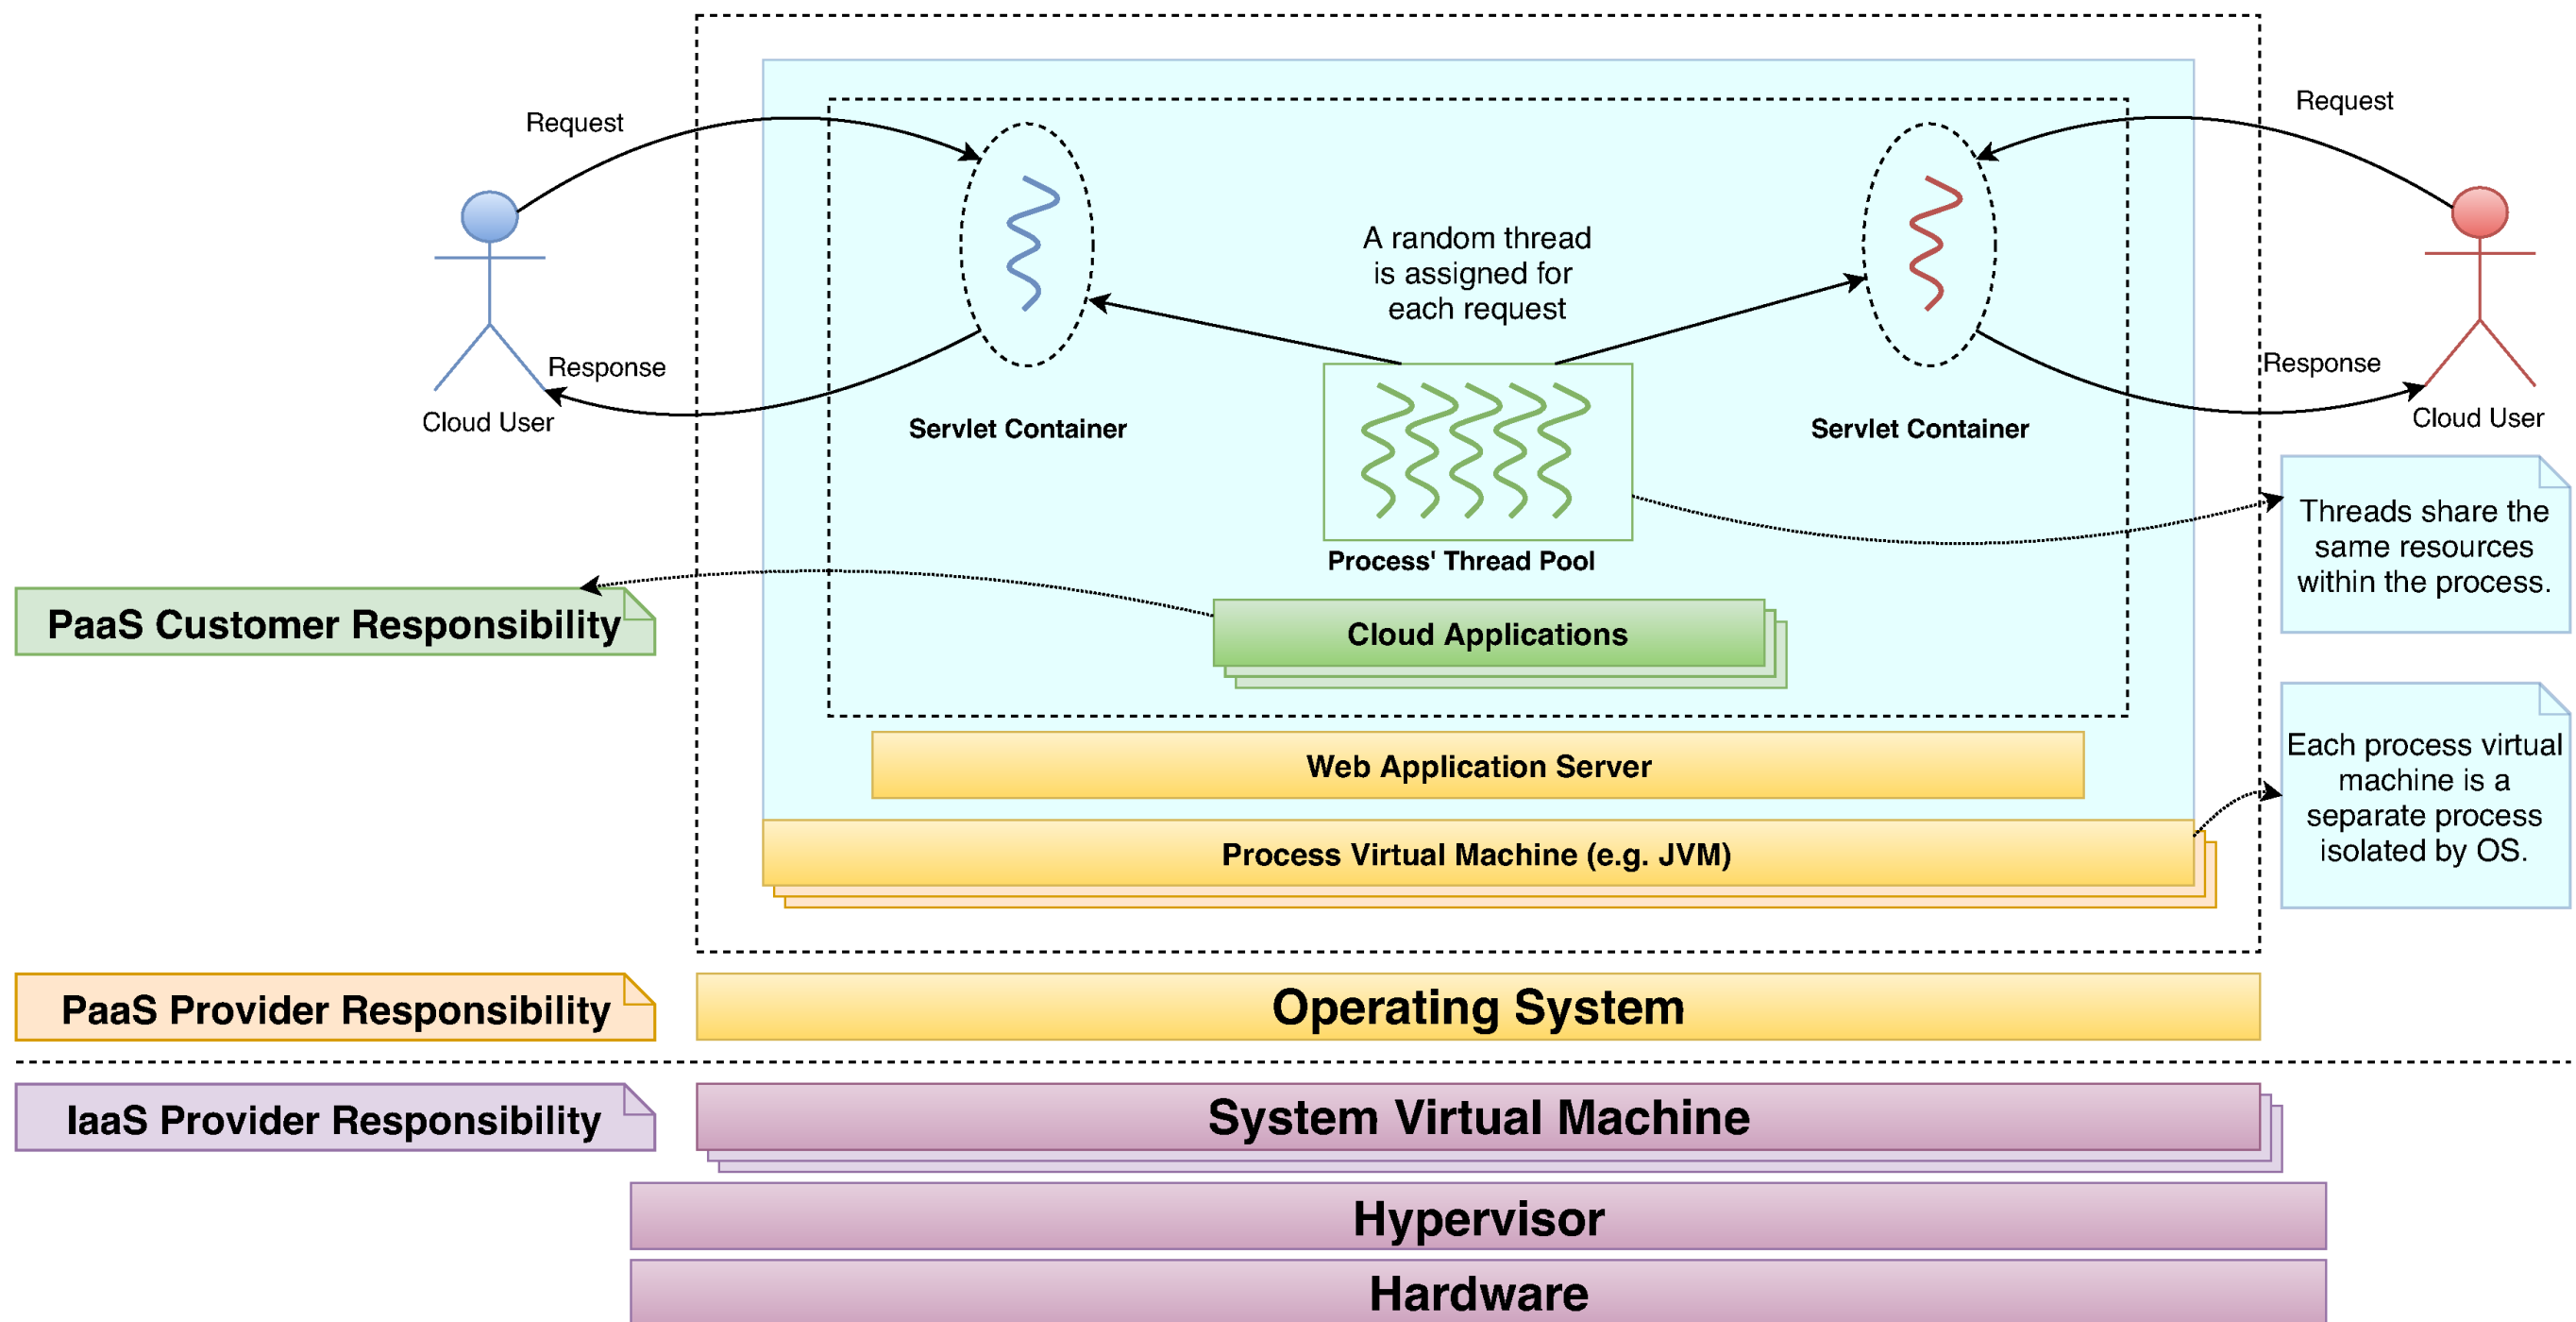 Request
Request
A random thread
is assigned for
each request
Response
Response
Cloud User
Cloud User
Servlet Container
Servlet Container
Threads share the
same resources
within the process.
Process' Thread Pool
PaaS Customer Responsibility
Cloud Applications
Each process virtual
machine is a
separate process
isolated by OS.
Web Application Server
Process Virtual Machine (e.g. JVM)
PaaS Provider Responsibility
Operating System
IaaS Provider Responsibility
System Virtual Machine
Hypervisor
Hardware